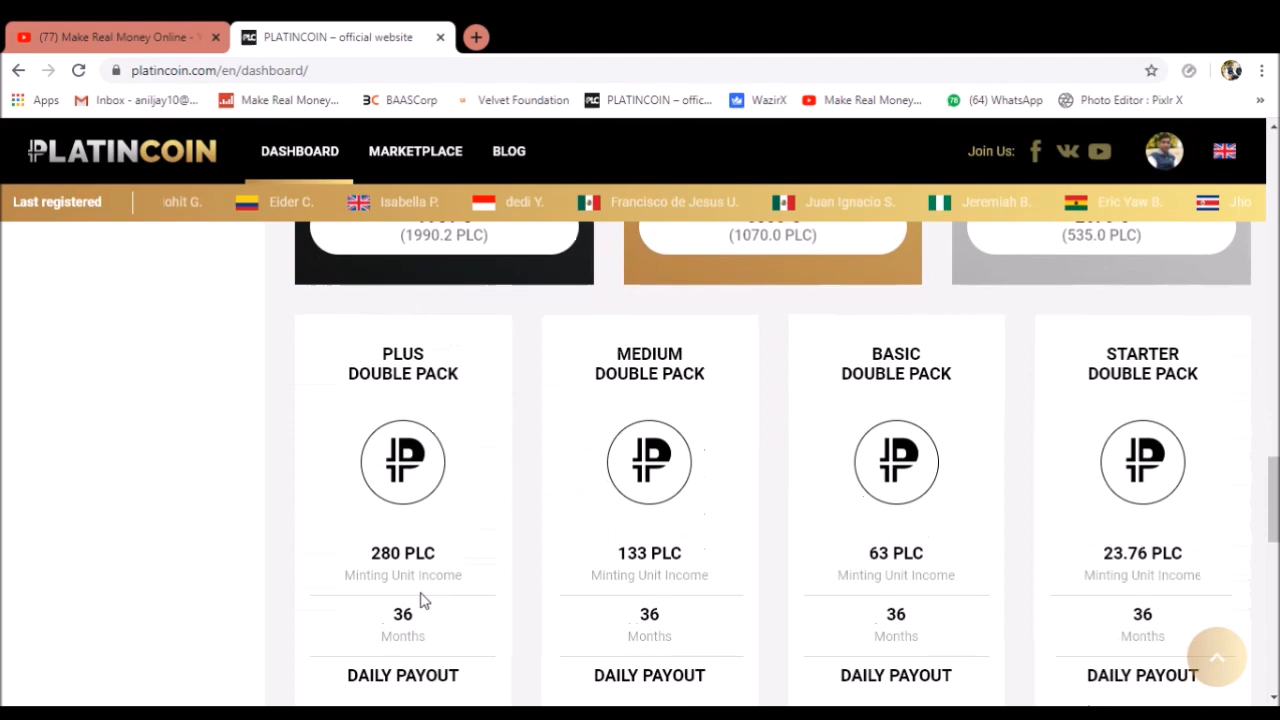 (77) Make Real Money Online -
PLATINCOIN – official website
platincoin.com/en/dashboard/
Apps
Inbox - aniljay10@...
Make Real Money...
BAASCorp
Velvet Foundation
PLATINCOIN – offic...
WazirX
Make Real Money...
(64) WhatsApp
Photo Editor : Pixlr X
PLATINCOIN
DASHBOARD
MARKETPLACE
BLOG
Join Us:
Last registered
ohit G.
Eider C.
Isabella P.
dedi Y.
Francisco de Jesus U.
Juan Ignacio S.
Jeremiah B.
Eric Yaw B.
Jho
(1990.2 PLC)
(1070.0 PLC)
(535.0 PLC)
PLUS
DOUBLE PACK
280 PLC
Minting Unit Income
36
Months
DAILY PAYOUT
MEDIUM
DOUBLE PACK
133 PLC
Minting Unit Income
36
Months
DAILY PAYOUT
BASIC
DOUBLE PACK
63 PLC
Minting Unit Income
36
Months
DAILY PAYOUT
STARTER
DOUBLE PACK
23.76 PLC
Minting Unit Income
36
Months
DAILY PAYOUT